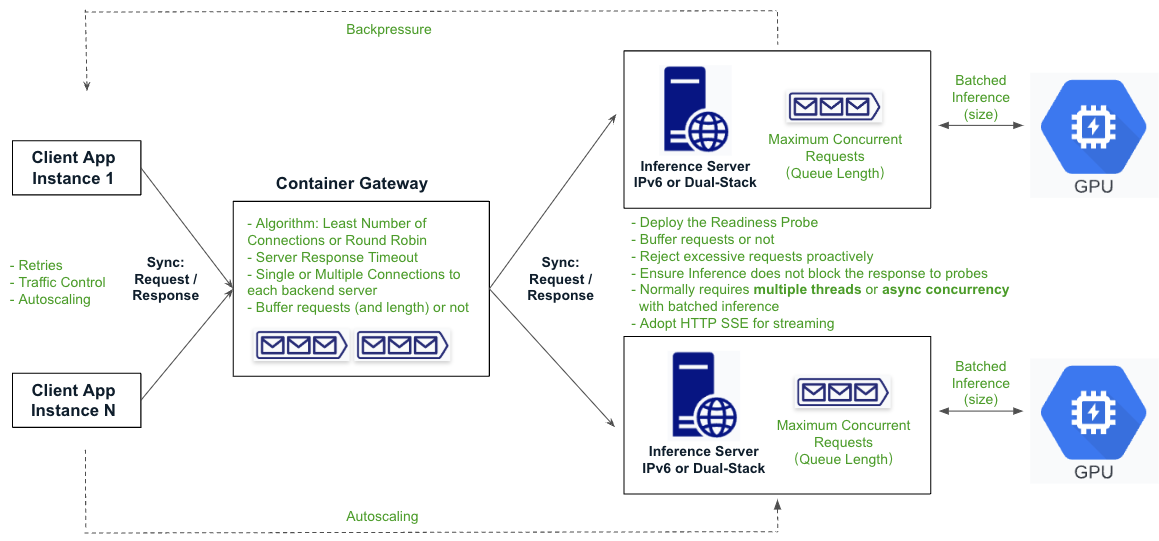 Backpressure
Client App
Instance 1
- Retries
- Traffic Control
- Autoscaling
Client App
Instance N
Sync:
Request /
Response
Container Gateway
- Algorithm: Least Number of
Connections or Round Robin
- Server Response Timeout
- Single or Multiple Connections to
each backend server
- Buffer requests (and length) or not
Sync:
Request /
Response
Inference Server
IPv6 or Dual-Stack
Maximum Concurrent
Requests
(Queue Length)
Batched
Inference
(size)
GPU
- Deploy the Readiness Probe
- Buffer requests or not
- Reject excessive requests proactively
- Ensure Inference does not block the response to probes
- Normally requires multiple threads or async concurrency
with batched inference
- Adopt HTTP SSE for streaming
Inference Server
IPv6 or Dual-Stack
Maximum Concurrent
Requests
(Queue Length)
Batched
Inference
(size)
GPU
Autoscaling